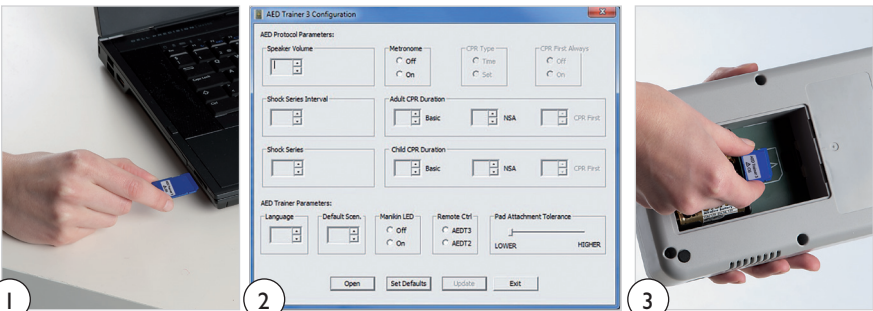 AED Trainer 3 Configuration
AED Protocol Parameters:
Speaker Volume
Metronome
Off
On
CPR Type
Time
Set
CPR First Always
Off
On
Shock Series Interval
Adult CPR Duration
Basic
NSA
CPR First
Shock Series
Child CPR Duration
Basic
NSA
CPR First
AED Trainer Parameters:
Language
Default Scen.
Manikin LED
Off
On
Remote Ctrl
AEDT3
AEDT2
Pad Attachment Tolerance
LOWER HIGHER
Open Set Defaults Update Exit
1
2
3